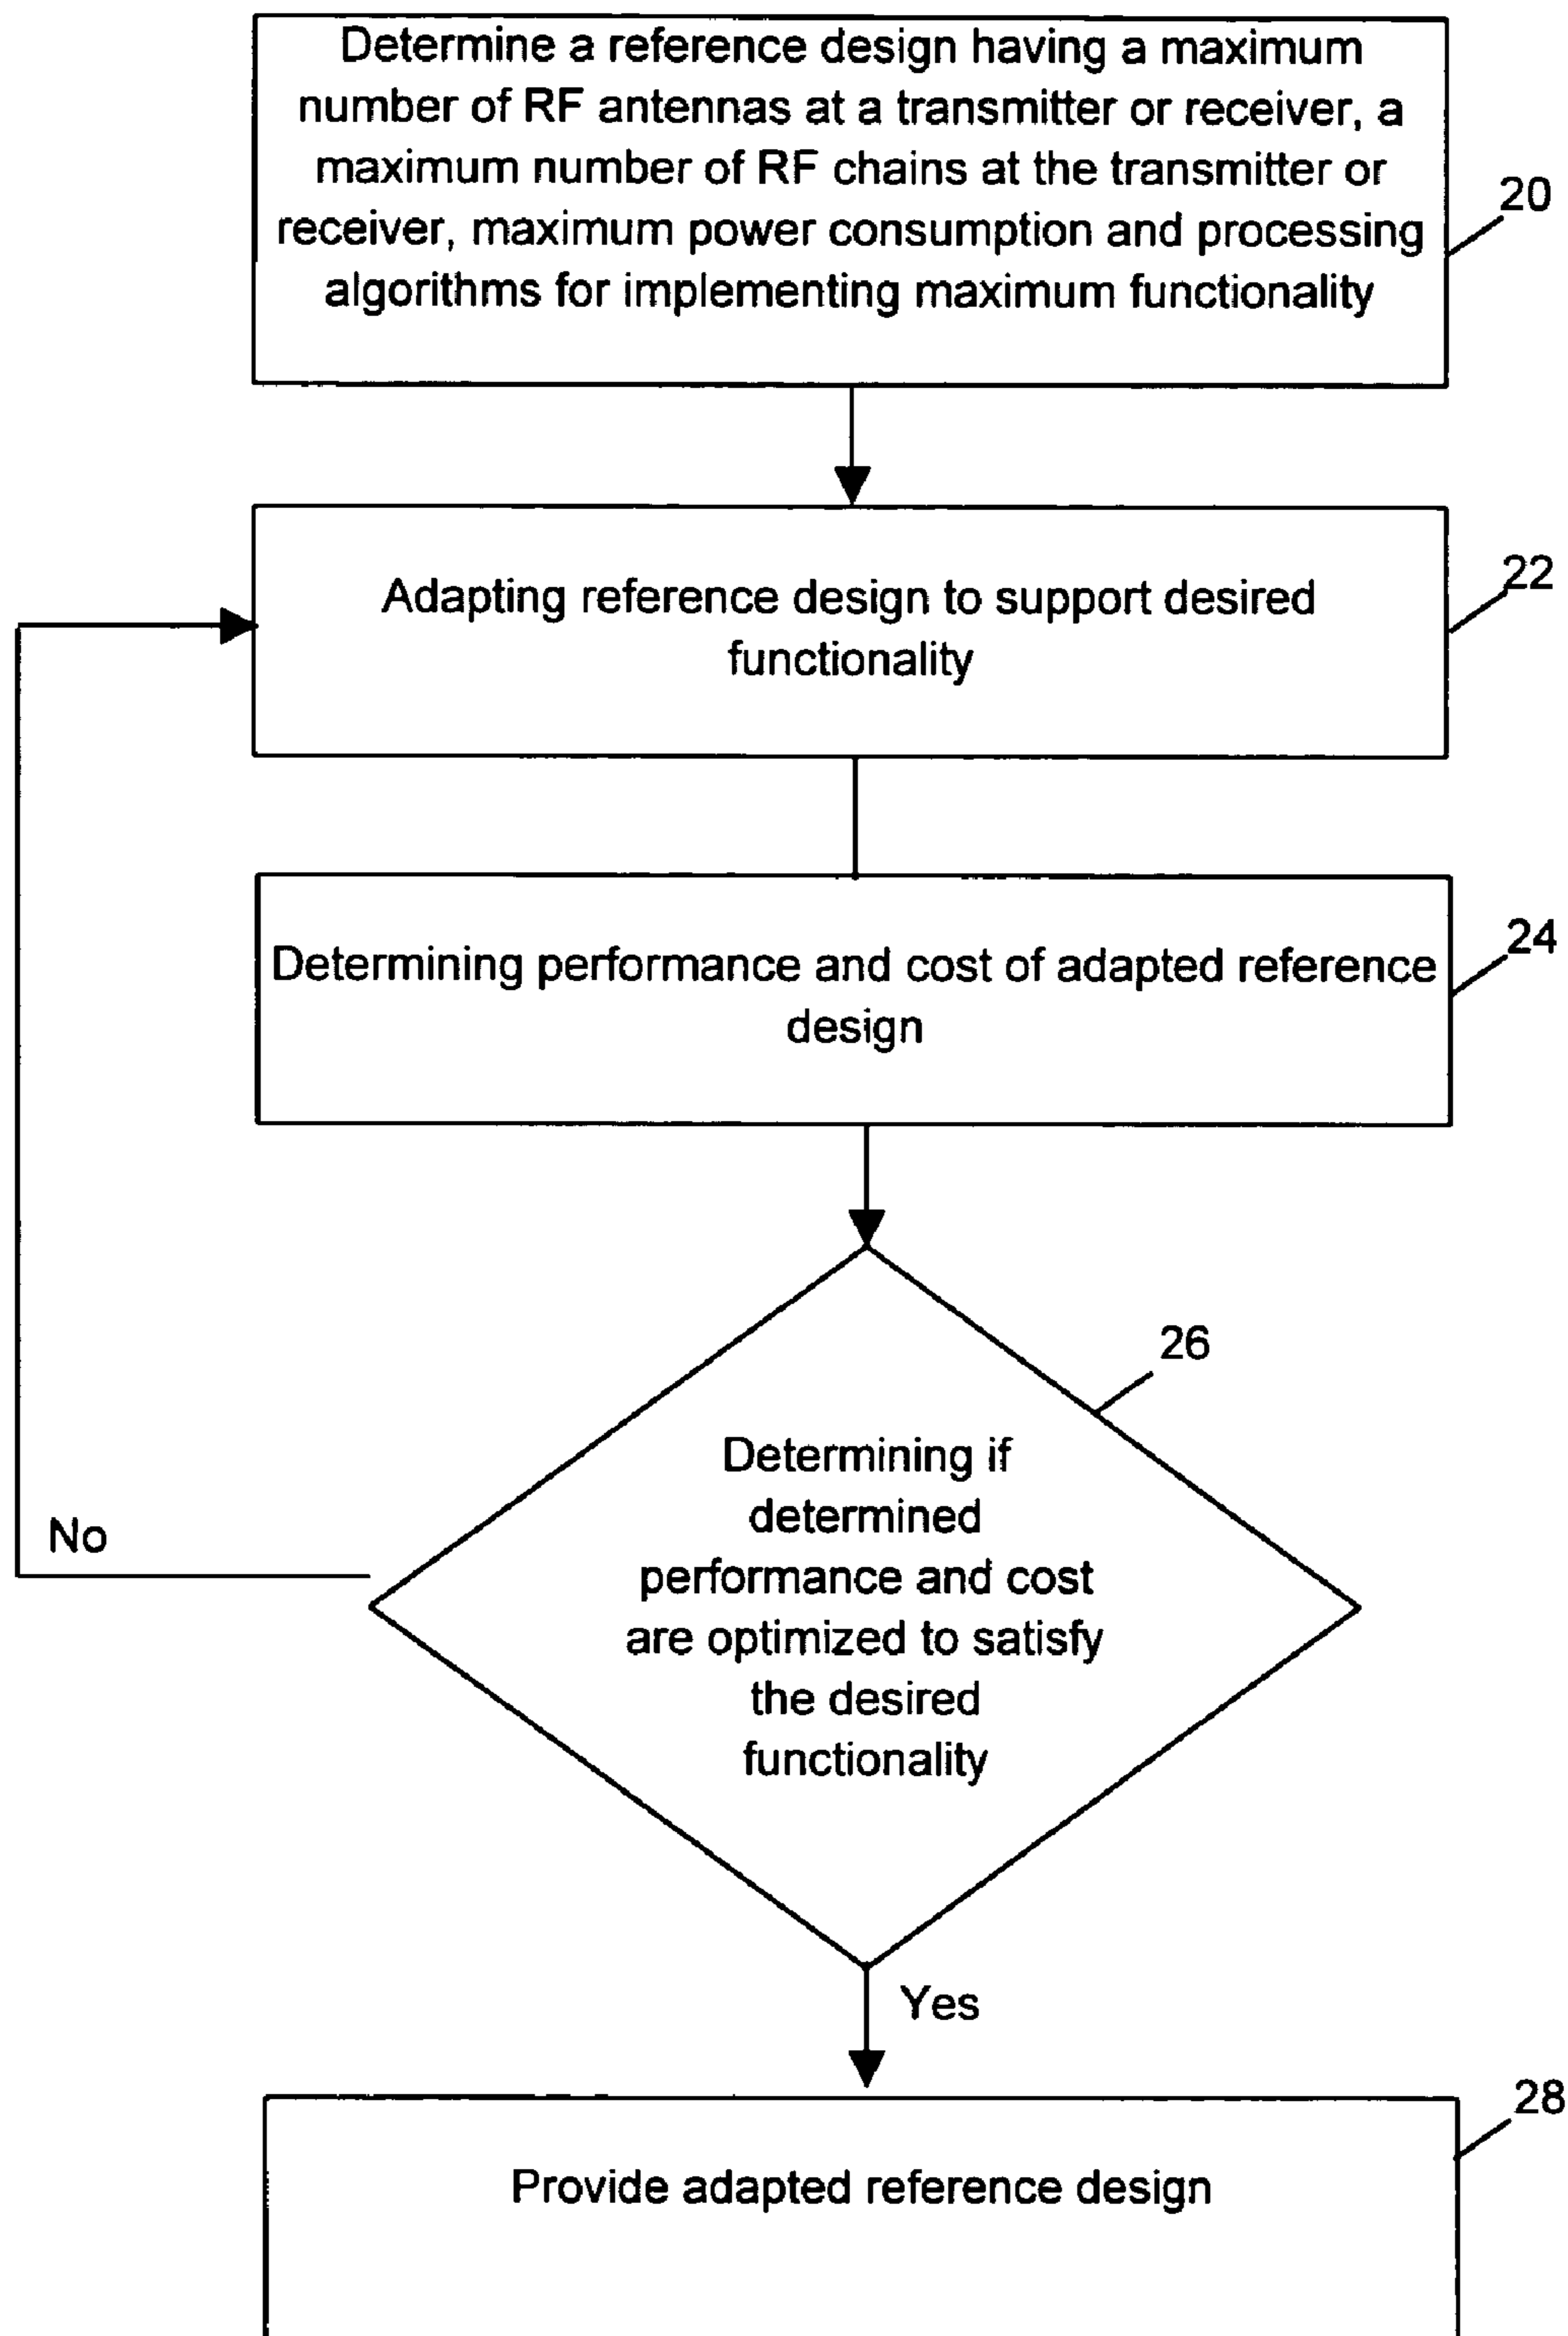 Determine a reference design having a maximum
number of RF antennas at a transmitter or receiver, a
maximum number of RF chains at the transmitter or
receiver, maximum power consumption and processing
algorithms for implementing maximum functionality
20
Adapting reference design to support desired
functionality
22
Determining performance and cost of adapted reference
design
24
26
Determining if
determined
performance and cost
are optimized to satisfy
the desired
functionality
No
Yes
28
Provide adapted reference design